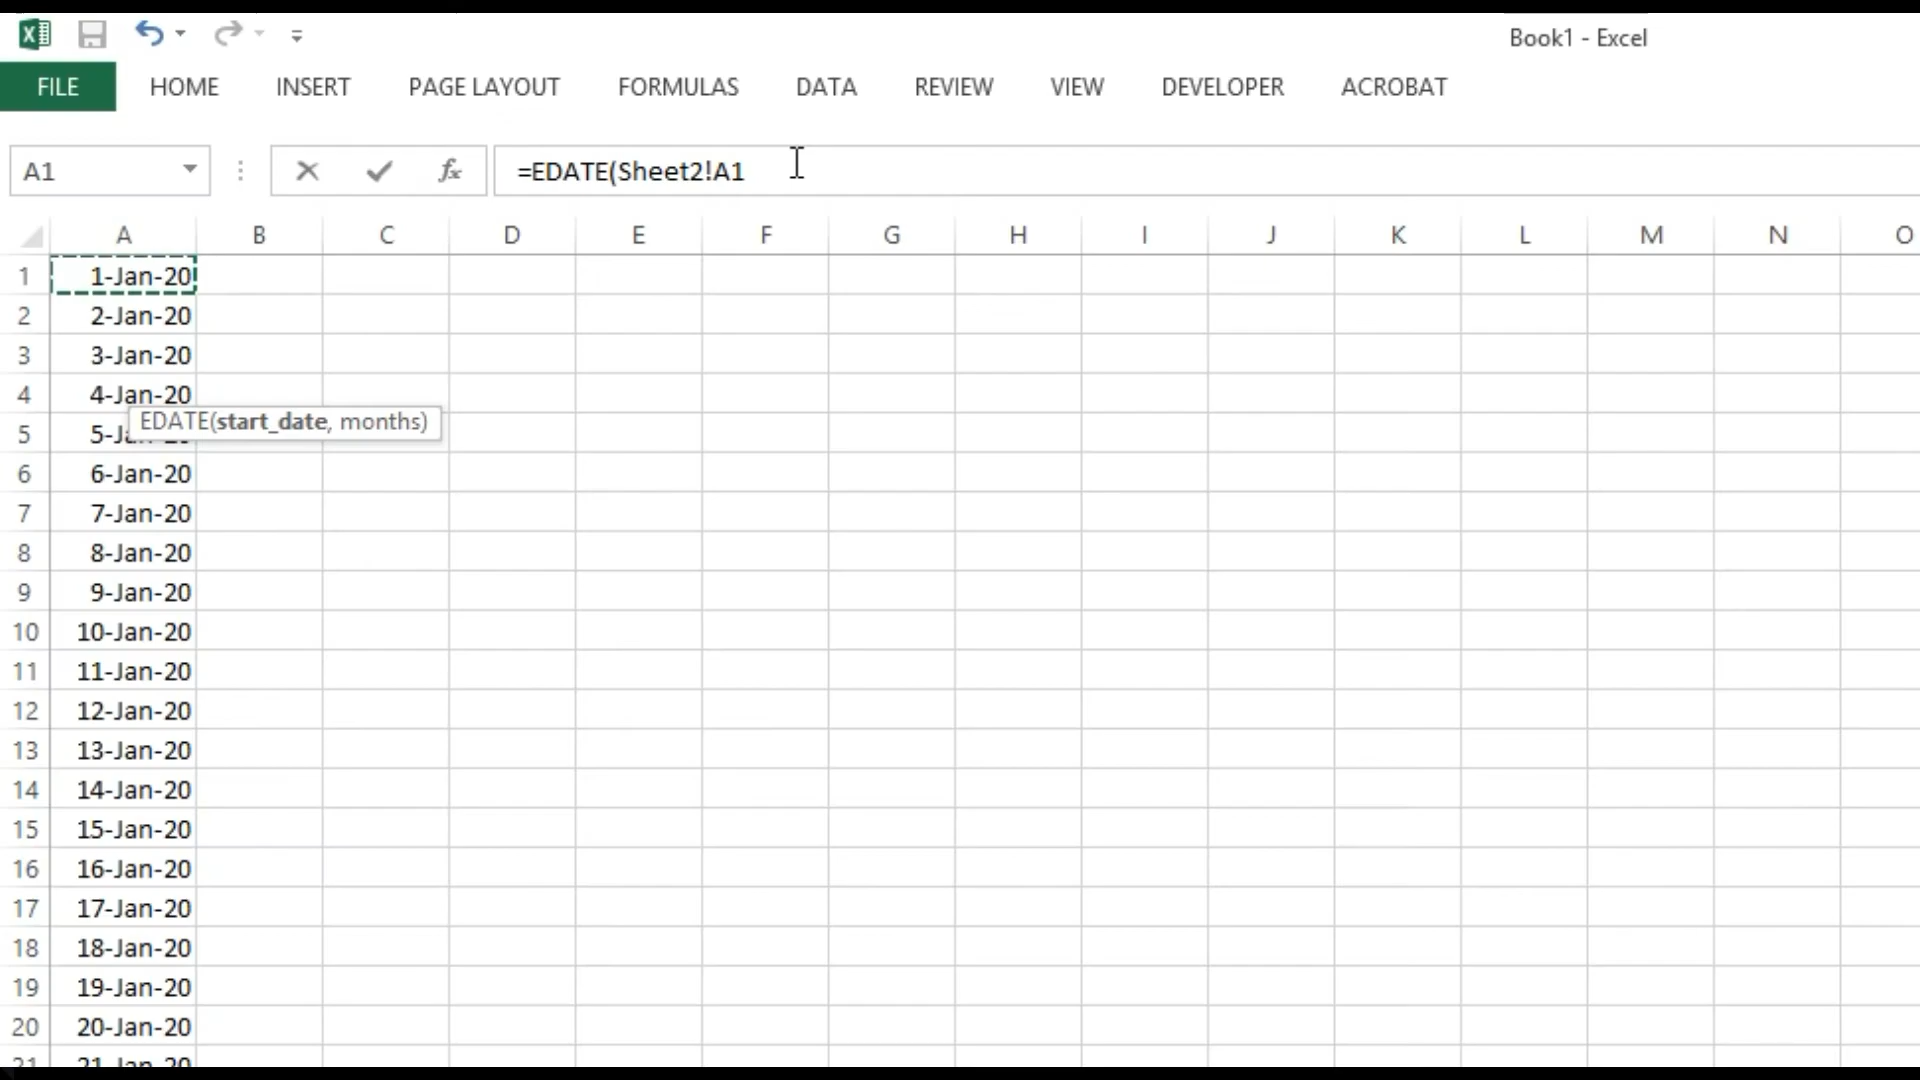 Book1 - Excel
FILE HOME INSERT PAGE LAYOUT FORMULAS DATA REVIEW VIEW DEVELOPER ACROBAT
A1 fx =EDATE(Sheet2!A1
A B C D E F G H I J K L M N O
1 1-Jan-20
2 2-Jan-20
3 3-Jan-20
4 4-Jan-20
EDATE(start_date, months)
5 5-Ja
6 6-Jan-20
7 7-Jan-20
8 8-Jan-20
9 9-Jan-20
10 10-Jan-20
11 11-Jan-20
12 12-Jan-20
13 13-Jan-20
14 14-Jan-20
15 15-Jan-20
16 16-Jan-20
17 17-Jan-20
18 18-Jan-20
19 19-Jan-20
20 20-Jan-20
21 21-Jan-20